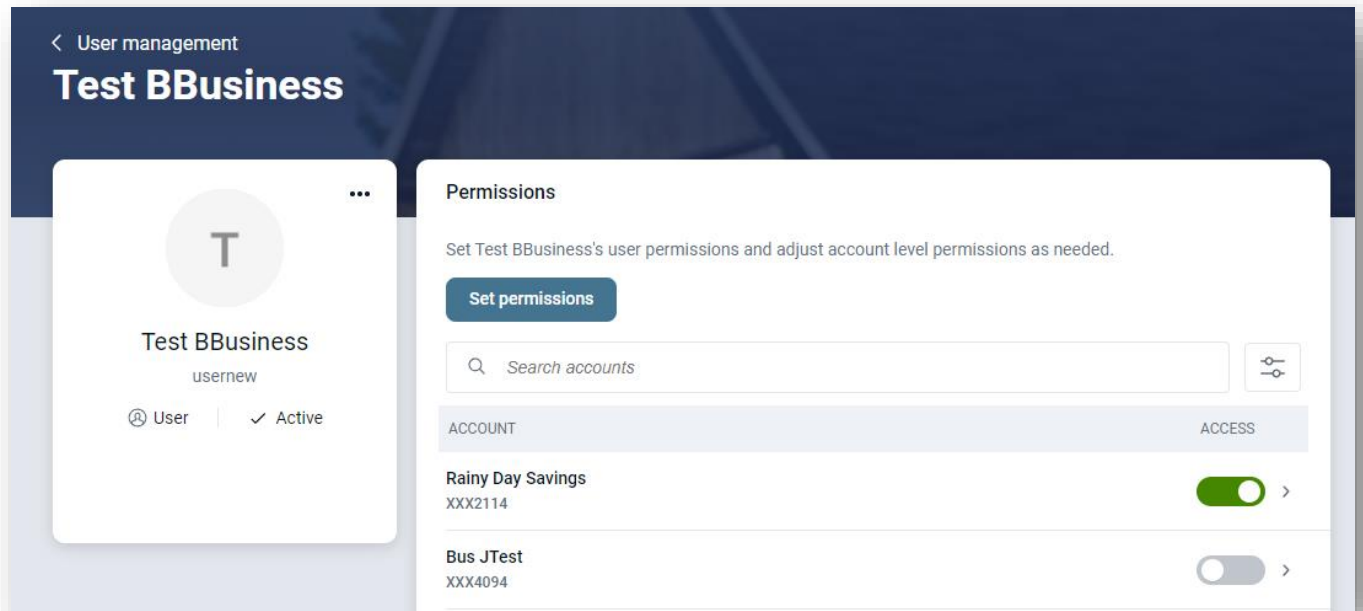 User management
Test BBusiness
T
Test BBusiness
usernew
User
Active
Permissions
Set Test BBusiness's user permissions and adjust account level permissions as needed.
Set permissions
Search accounts
ACCOUNT ACCESS
Rainy Day Savings
XXX2114
Bus JTest
XXX4094